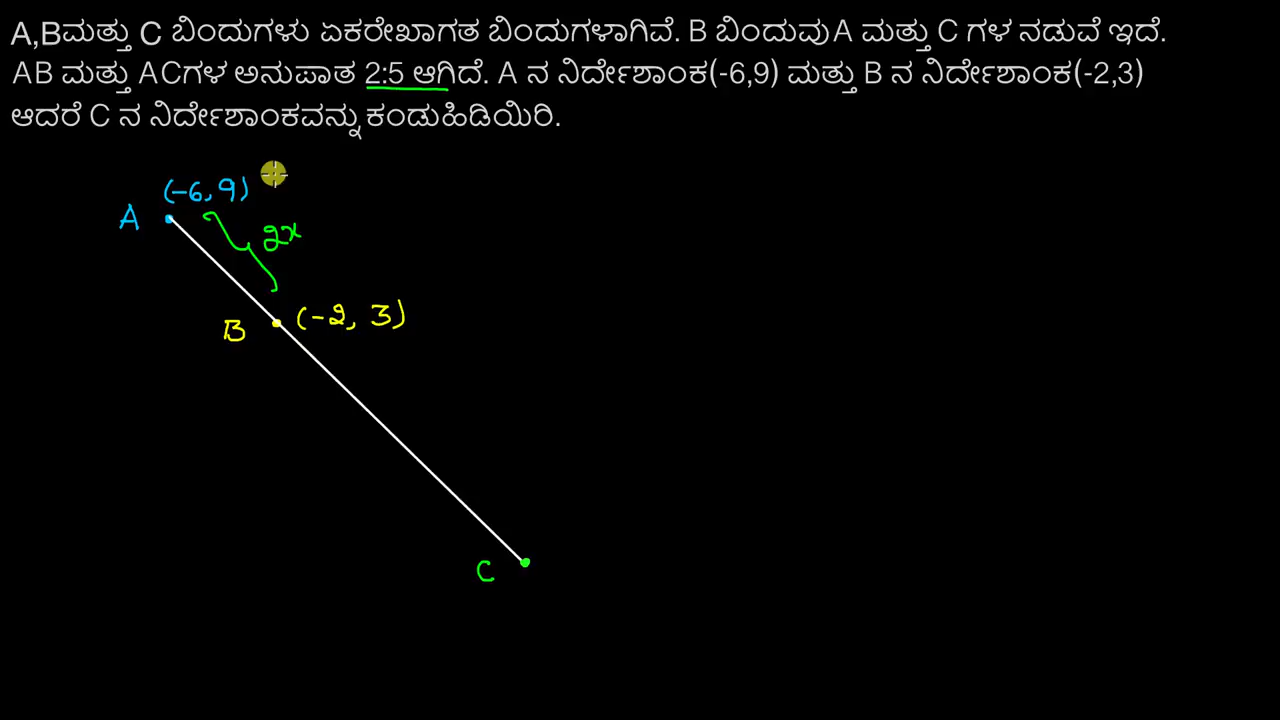 A,Bಮತ್ತು C ಬಿಂದುಗಳು ಏಕರೇಖಾಗತ ಬಿಂದುಗಳಾಗಿವೆ. B ಬಿಂದುವು A ಮತ್ತು C ಗಳ ನಡುವೆ ಇದೆ.
AB ಮತ್ತು ACಗಳ ಅನುಪಾತ 2:5 ಆಗಿದೆ. A ನ ನಿರ್ದೇಶಾಂಕ(-6,9) ಮತ್ತು B ನ ನಿರ್ದೇಶಾಂಕ(-2,3)
ಆದರೆ C ನ ನಿರ್ದೇಶಾಂಕವನ್ನು ಕಂಡುಹಿಡಿಯಿರಿ.
(-6, 9)
A
2x
B (-2, 3)
C